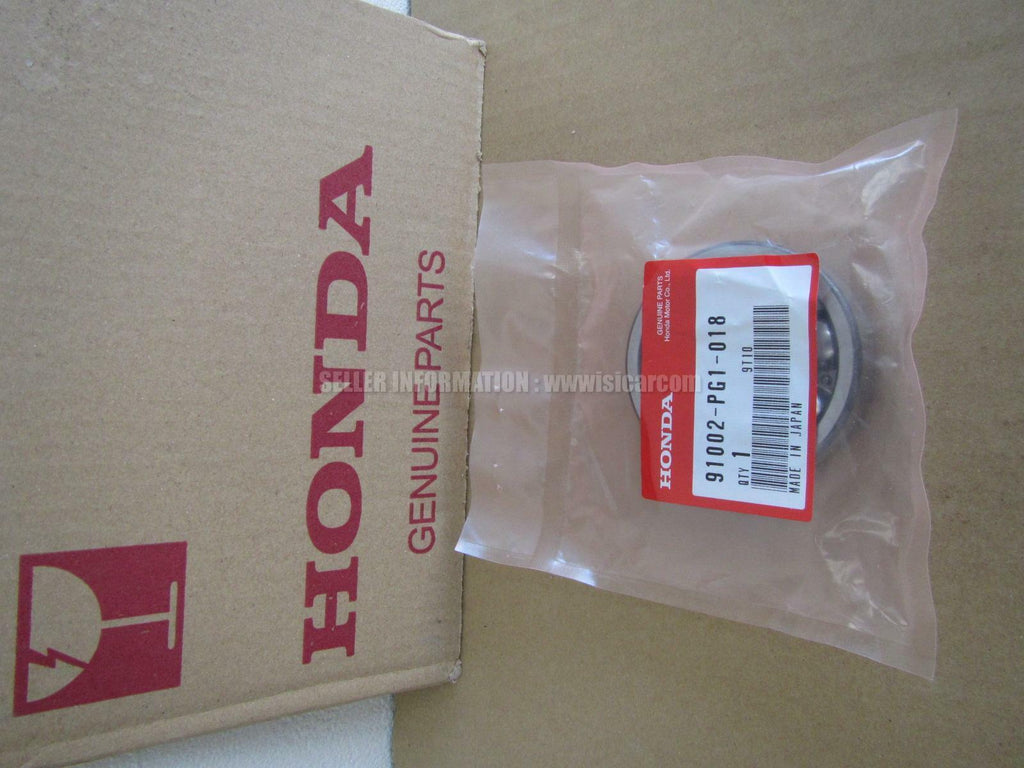 HONDA
GENUINE PARTS
SELLER INFORMATION : www.isicar.com
GENUINE PARTS
Honda Motor Co., Ltd.
HONDA
91002-PG1-018
QTY 1 9T10
MADE IN JAPAN